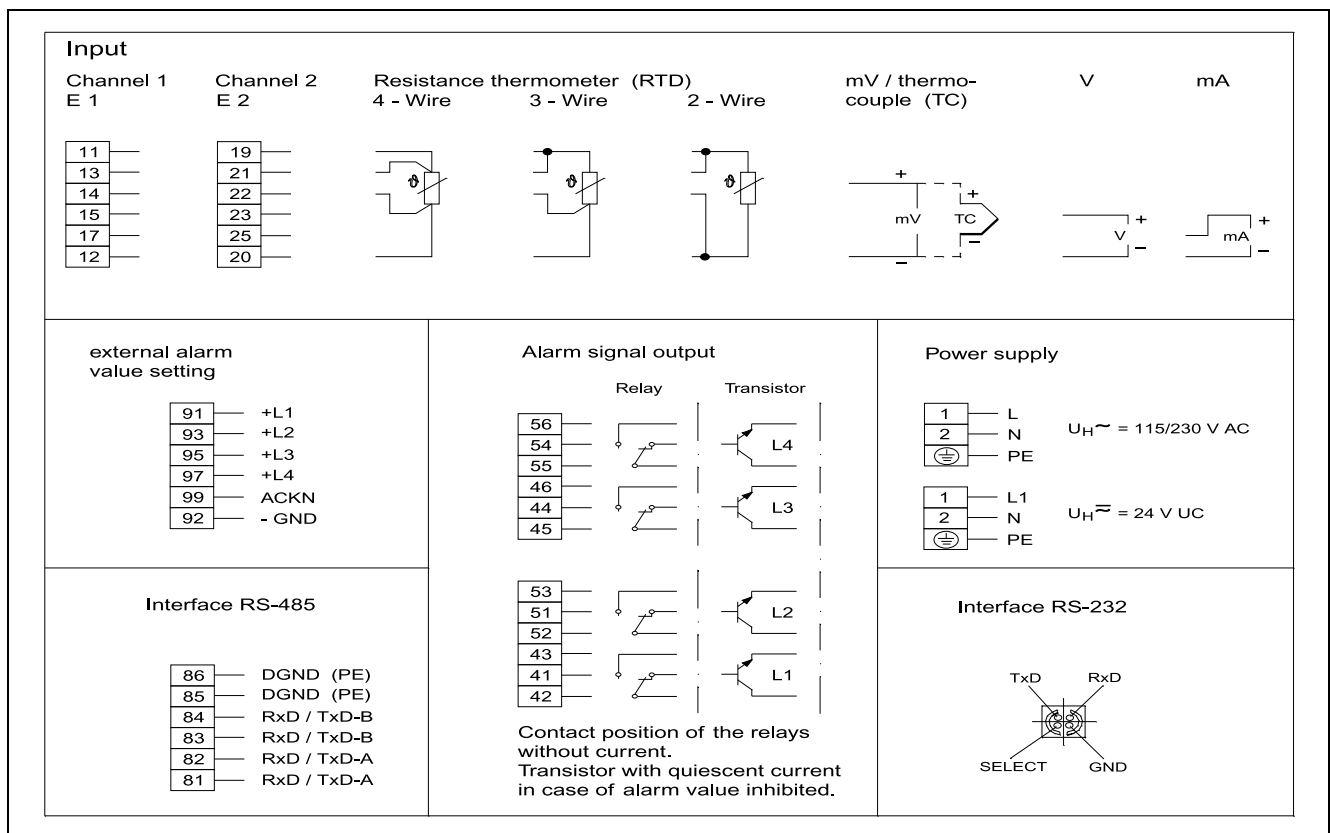 Input
Channel 1
E 1
Channel 2
E 2
Resistance thermometer (RTD)
4 - Wire 3 - Wire 2 - Wire
mV / thermo-
couple (TC)
V
mA
11
13
14
15
17
12
19
21
22
23
25
20
ϑ
ϑ
ϑ
+
mV
–
+
TC
–
+
V
–
+
mA
–
external alarm
value setting
91 +L1
93 +L2
95 +L3
97 +L4
99 ACKN
92 - GND
Alarm signal output
Relay Transistor
56
54 L4
55
46
44 L3
45
53
51 L2
52
43
41 L1
42
Contact position of the relays
without current.
Transistor with quiescent current
in case of alarm value inhibited.
Power supply
1 L
2 N
PE
UH~ = 115/230 V AC
1 L1
2 N
PE
UH≂ = 24 V UC
Interface RS-485
86 DGND (PE)
85 DGND (PE)
84 RxD / TxD-B
83 RxD / TxD-B
82 RxD / TxD-A
81 RxD / TxD-A
Interface RS-232
TxD RxD
SELECT GND